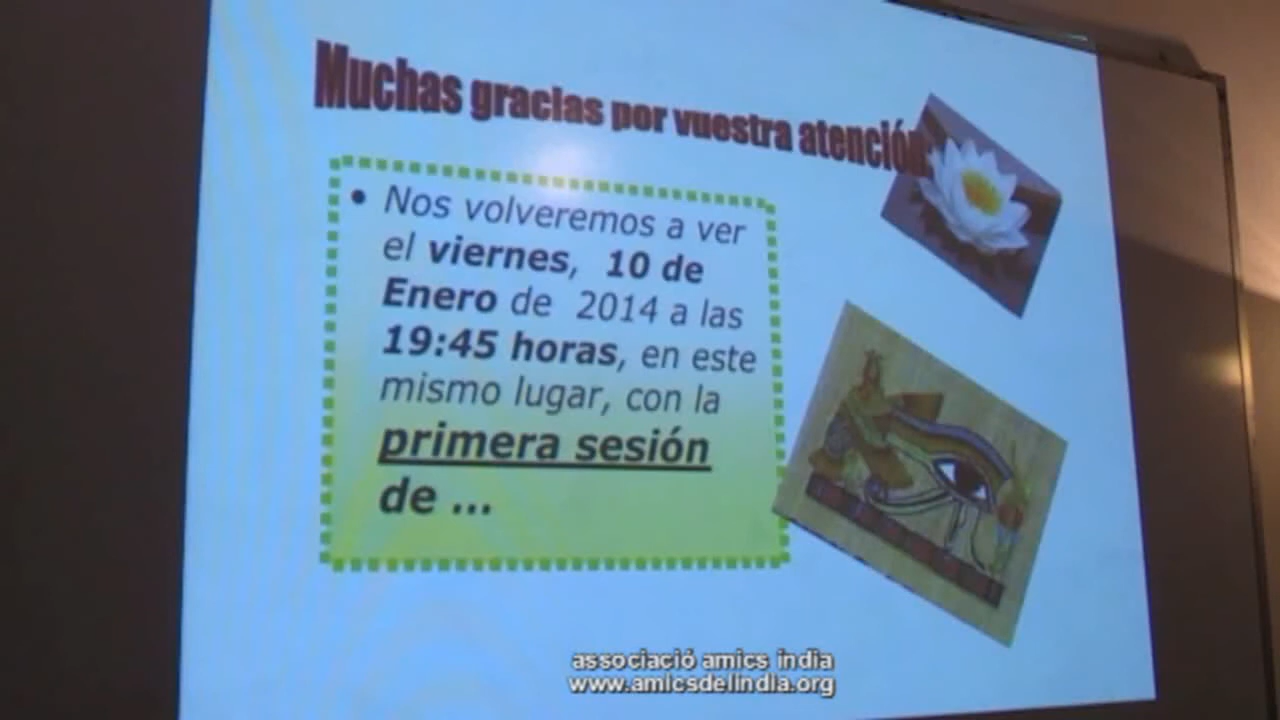 Muchas gracias por vuestra atención
• Nos volveremos a ver
el viernes, 10 de
Enero de 2014 a las
19:45 horas, en este
mismo lugar, con la
primera sesión
de ...
associació amics india
www.amicsdelindia.org